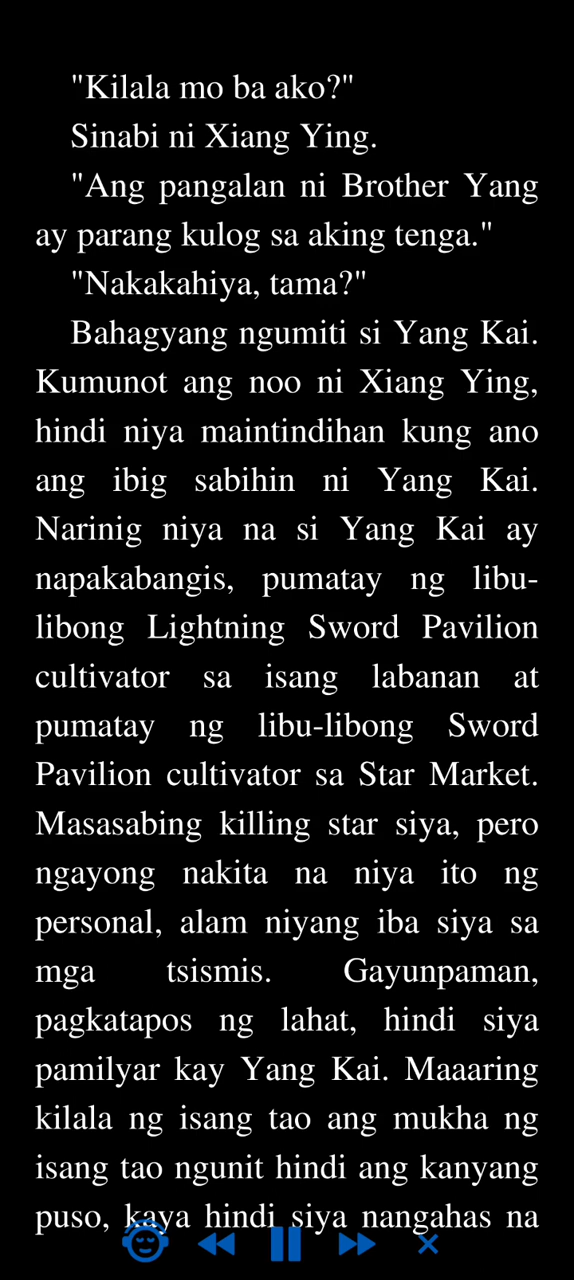 "Kilala mo ba ako?"
Sinabi ni Xiang Ying.
"Ang pangalan ni Brother Yang
ay parang kulog sa aking tenga."
"Nakakahiya, tama?"
Bahagyang ngumiti si Yang Kai.
Kumunot ang noo ni Xiang Ying,
hindi niya maintindihan kung ano
ang ibig sabihin ni Yang Kai.
Narinig niya na si Yang Kai ay
napakabangis, pumatay ng libu-
libong Lightning Sword Pavilion
cultivator sa isang labanan at
pumatay ng libu-libong Sword
Pavilion cultivator sa Star Market.
Masasabing killing star siya, pero
ngayong nakita na niya ito ng
personal, alam niyang iba siya sa
mga tsismis. Gayunpaman,
pagkatapos ng lahat, hindi siya
pamilyar kay Yang Kai. Maaaring
kilala ng isang tao ang mukha ng
isang tao ngunit hindi ang kanyang
puso, kaya hindi siya nangahas na